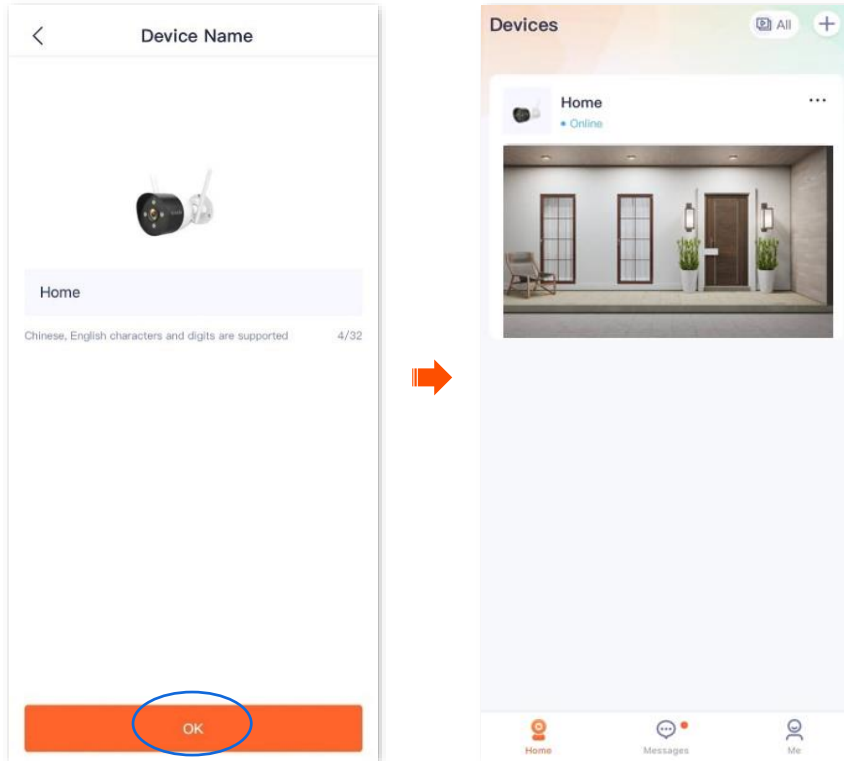 Device Name
Home
Chinese, English characters and digits are supported 4/32
OK
Devices
All
Home
• Online
Home
Messages
Me